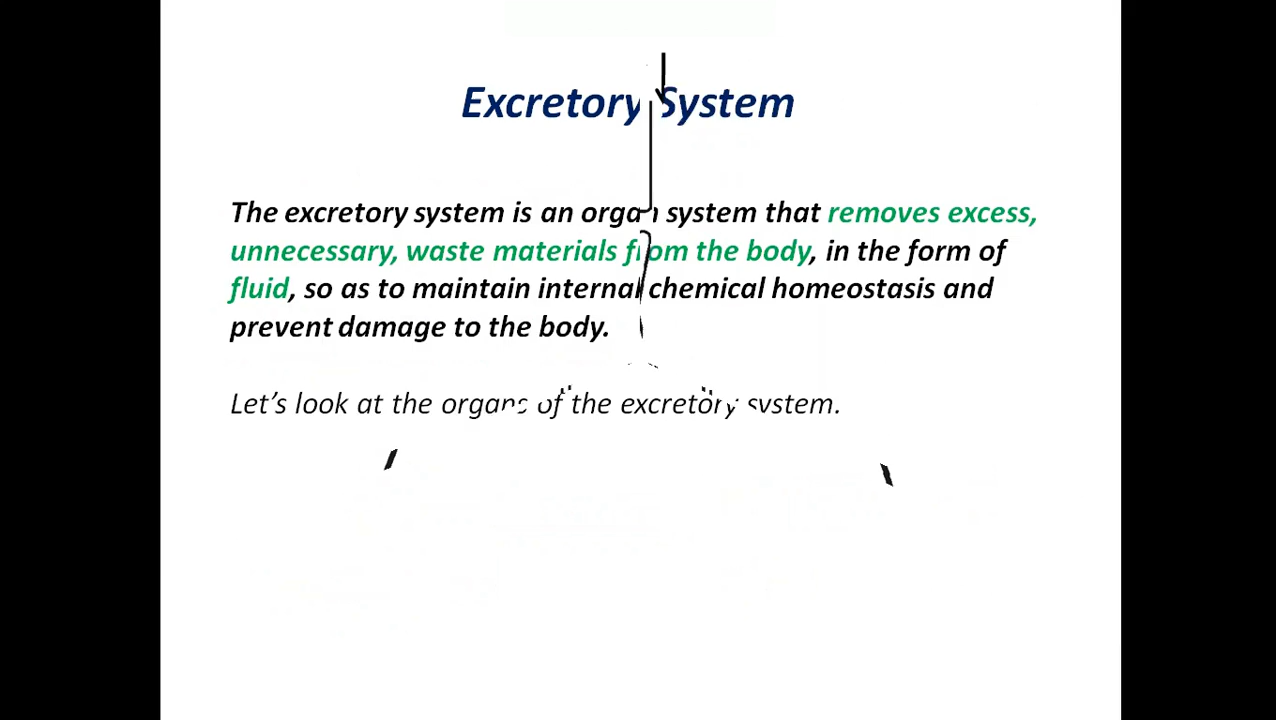 Excretory System
The excretory system is an organ system that removes excess,
unnecessary, waste materials from the body, in the form of
fluid, so as to maintain internal chemical homeostasis and
prevent damage to the body.
Let's look at the organs of the excretory system.